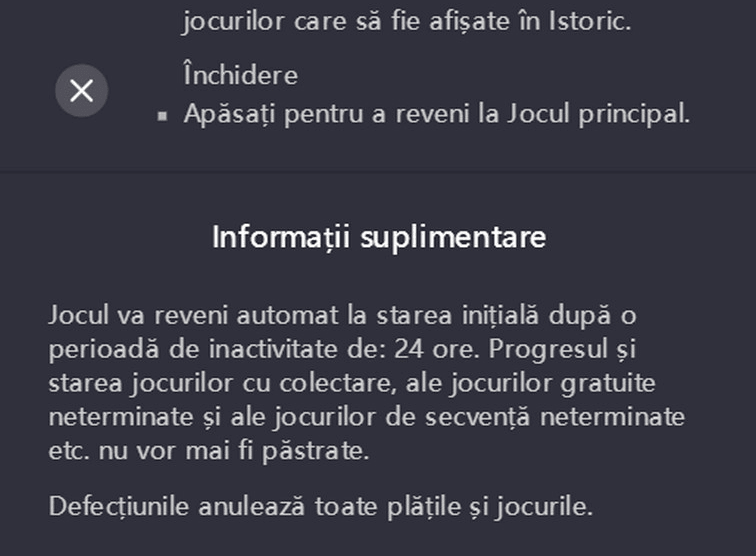 jocurilor care să fie afișate în Istoric.
Închidere
▪ Apăsați pentru a reveni la Jocul principal.
Informații suplimentare
Jocul va reveni automat la starea inițială după o
perioadă de inactivitate de: 24 ore. Progresul și
starea jocurilor cu colectare, ale jocurilor gratuite
neterminate și ale jocurilor de secvență neterminate
etc. nu vor mai fi păstrate.
Defecțiunile anulează toate plățile și jocurile.